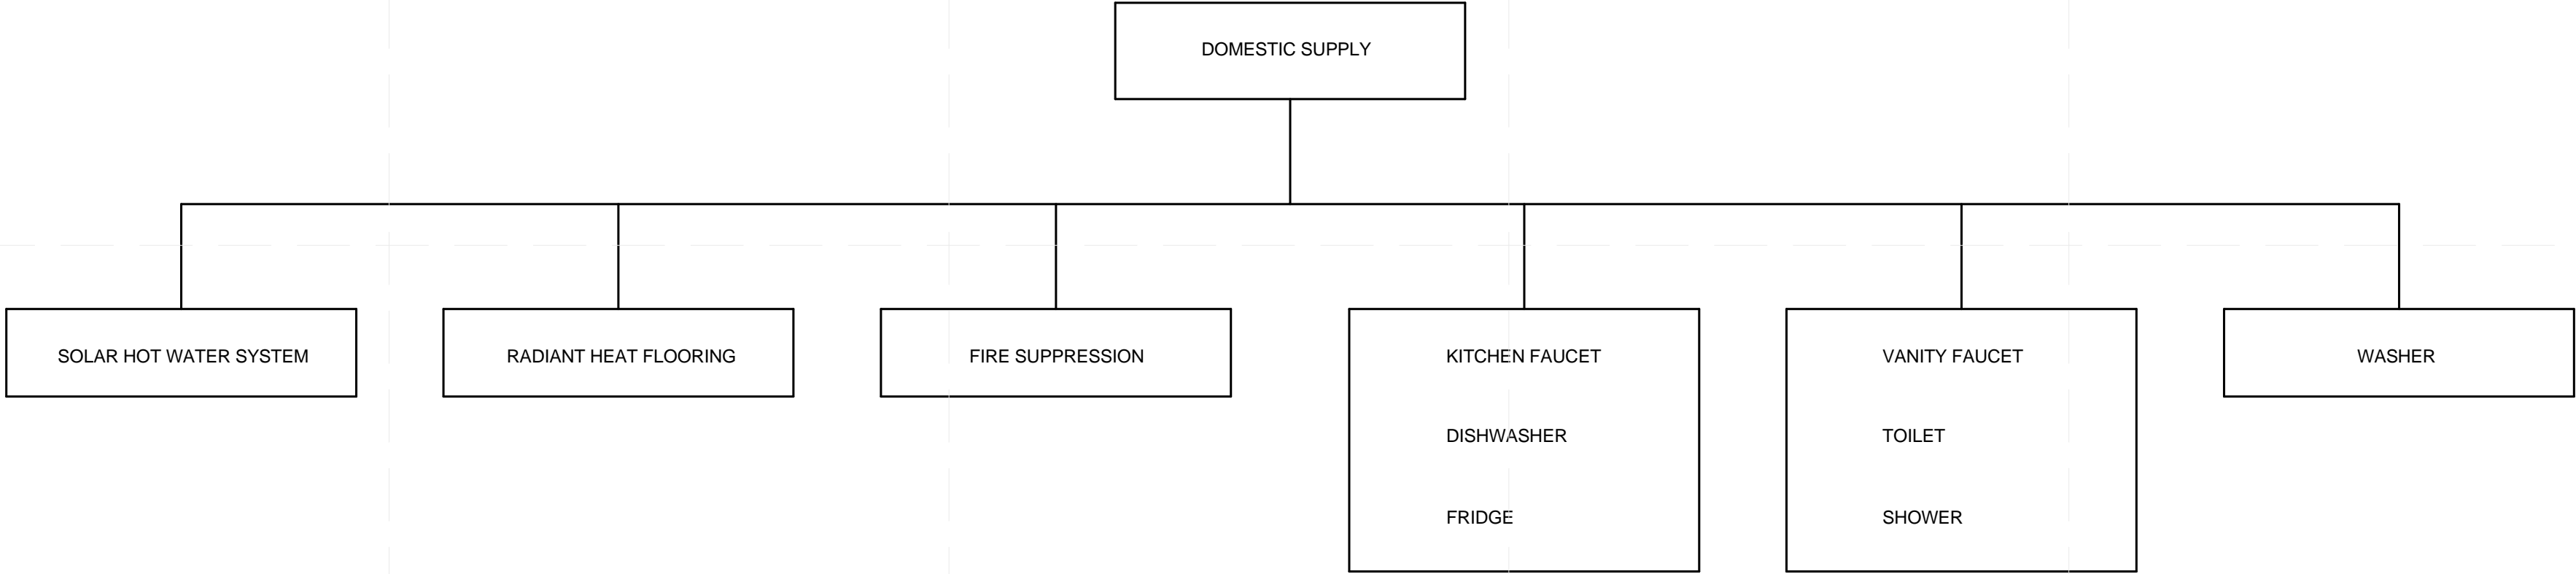 DOMESTIC SUPPLY
SOLAR HOT WATER SYSTEM
RADIANT HEAT FLOORING
FIRE SUPPRESSION
KITCHEN FAUCET
DISHWASHER
FRIDGE
VANITY FAUCET
TOILET
SHOWER
WASHER